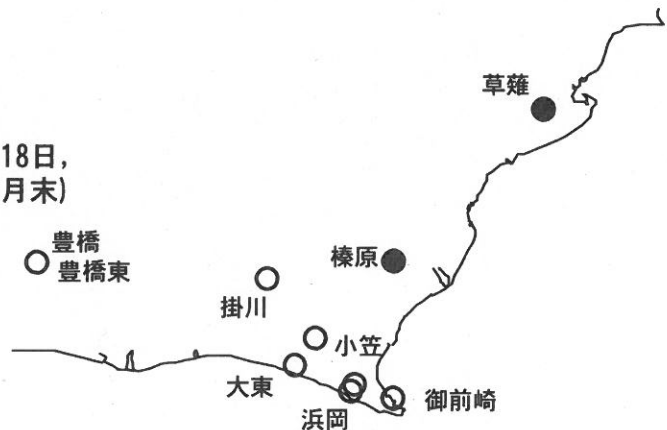 草薙
18日,
月末)
豊橋
豊橋東
榛原
掛川
小笠
大東
御前崎
浜岡